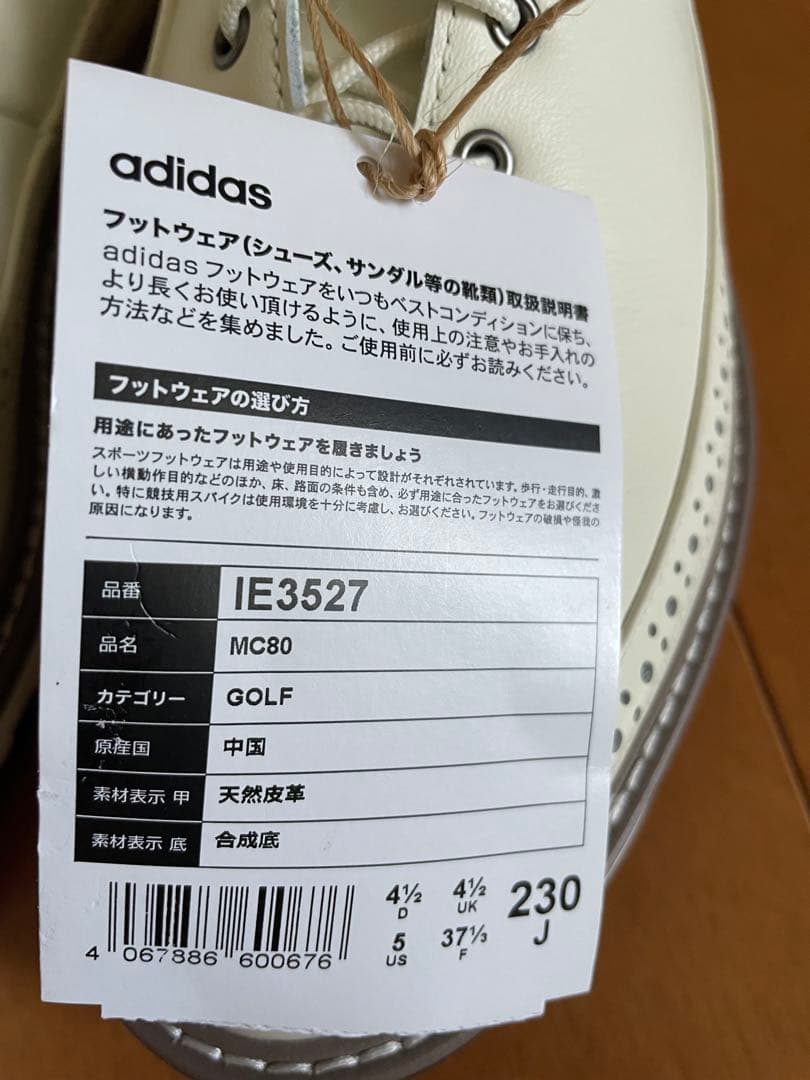 adidas
フットウェア(シューズ、サンダル等の靴類)取扱説明書
adidas フットウェアをいつもベストコンディションに保ち、
より長くお使い頂けるように、使用上の注意やお手入れの
方法などを集めました。ご使用前に必ずお読みください。
フットウェアの選び方
用途にあったフットウェアを履きましょう
スポーツフットウェアは用途や使用目的によって設計がそれぞれされています。歩行・走行目的、激
しい横動作目的などのほか、床、路面の条件も含め、必ず用途に合ったフットウェアをお選びくださ
い。特に競技用スパイクは使用環境を十分に考慮し、お選びください。フットウェアの破損や怪我の
原因になります。
品番 IE3527
品名 MC80
カテゴリー GOLF
原産国 中国
素材表示 甲 天然皮革
素材表示 底 合成底
4½ 4½ 230
D UK J
5 37⅓
US F
4 067886 600676